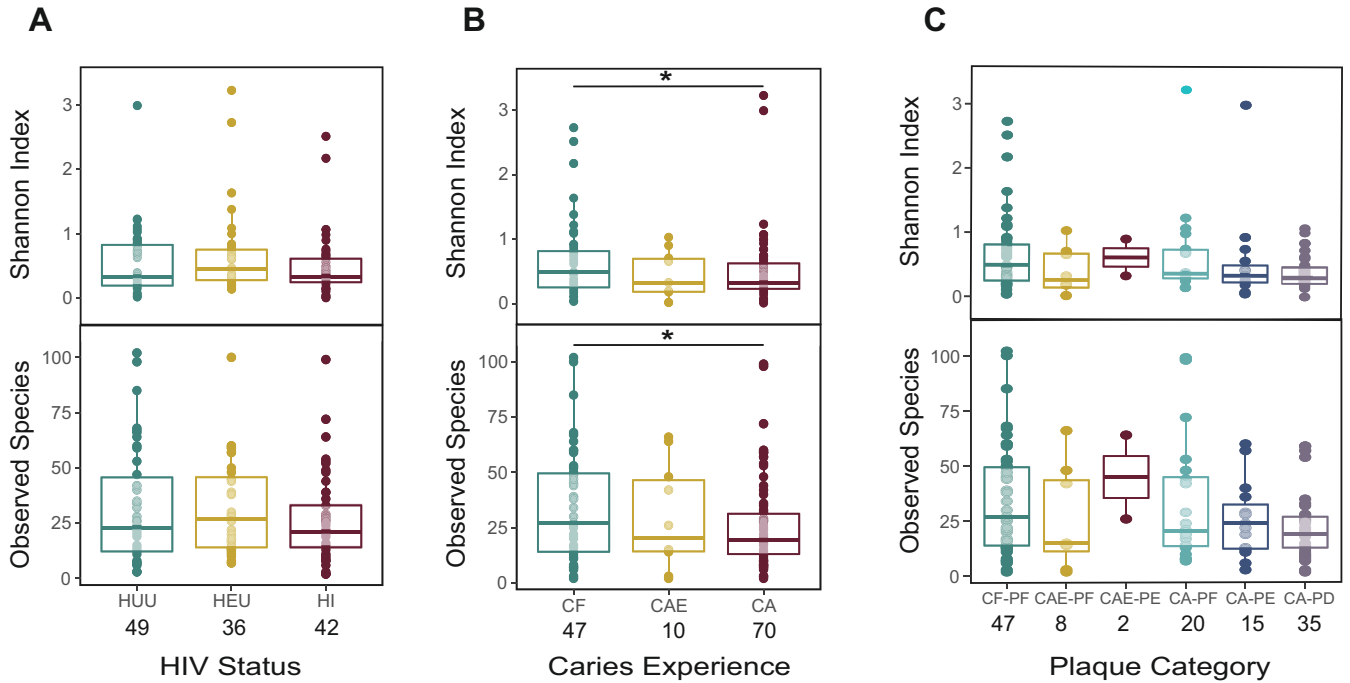 A
B
C
Shannon Index
3
2
1
0
Observed Species
100
75
50
25
0
HUU HEU HI
49 36 42
HIV Status
*
Shannon Index
3
2
1
0
*
Observed Species
100
75
50
25
0
CF CAE CA
47 10 70
Caries Experience
Shannon Index
3
2
1
0
Observed Species
100
75
50
25
0
CF-PF CAE-PF CAE-PE CA-PF CA-PE CA-PD
47 8 2 20 15 35
Plaque Category